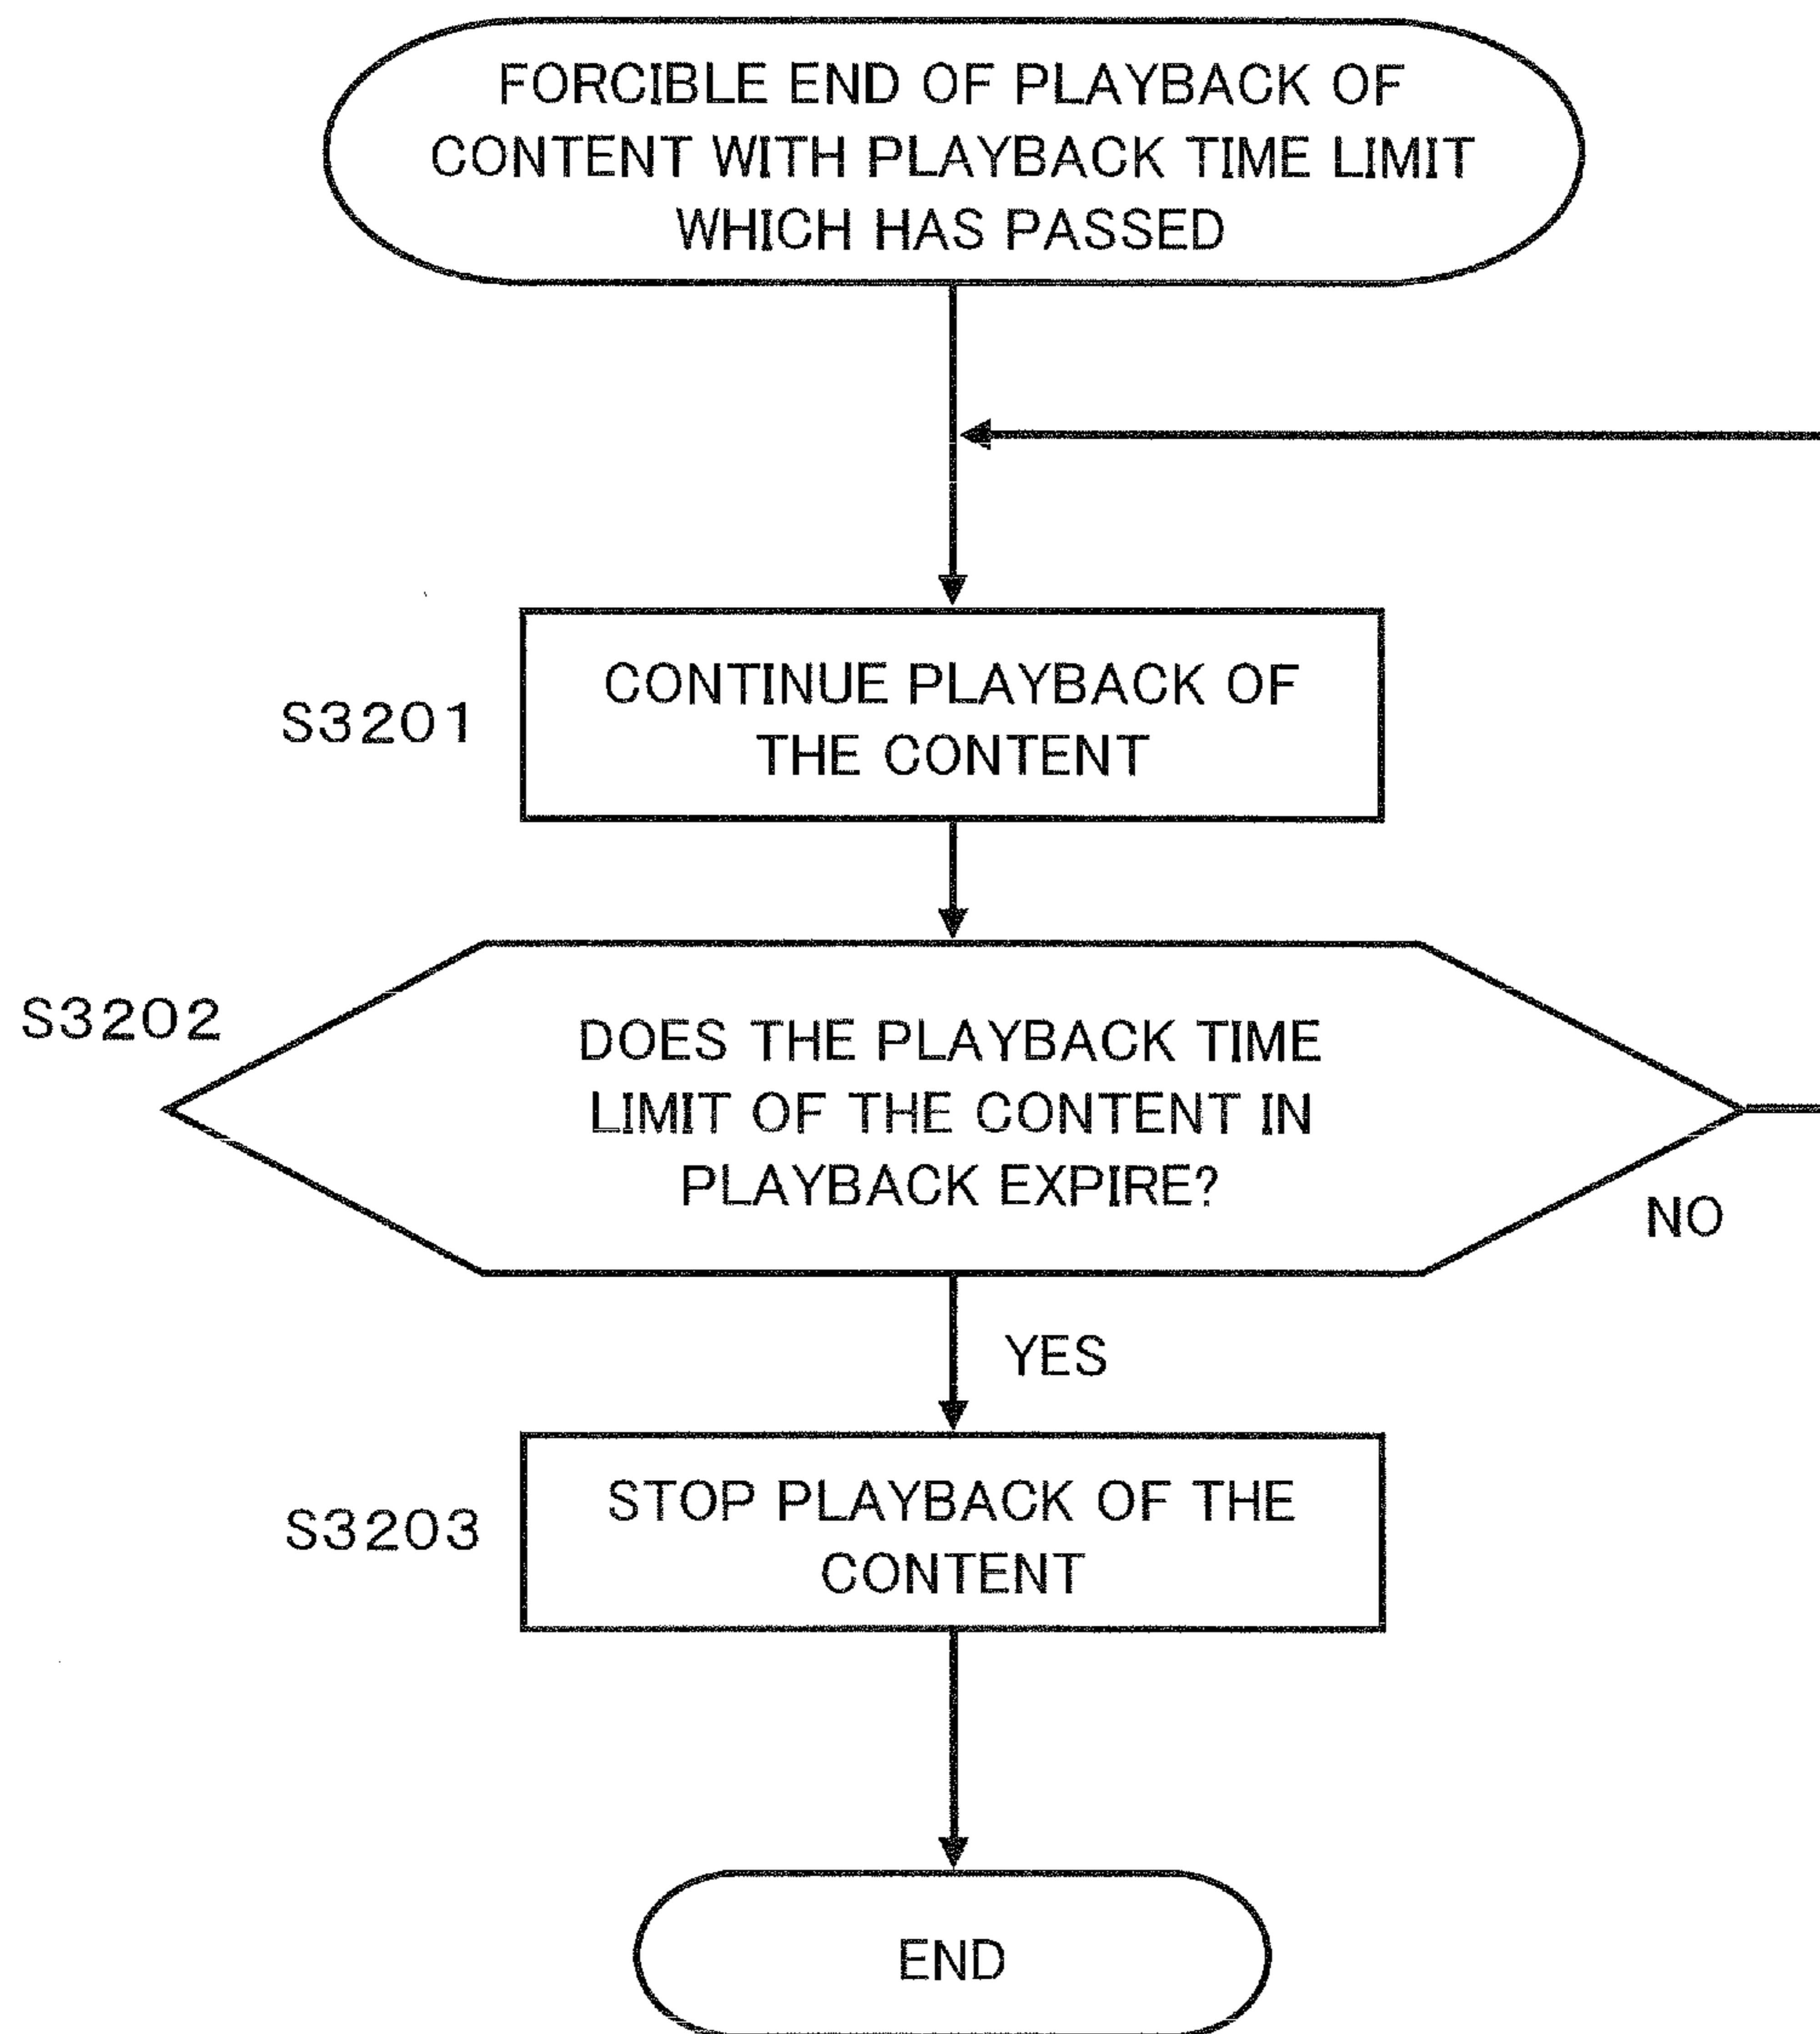 FORCIBLE END OF PLAYBACK OF
CONTENT WITH PLAYBACK TIME LIMIT
WHICH HAS PASSED
S3201
CONTINUE PLAYBACK OF
THE CONTENT
S3202
DOES THE PLAYBACK TIME
LIMIT OF THE CONTENT IN
PLAYBACK EXPIRE?
NO
YES
S3203
STOP PLAYBACK OF THE
CONTENT
END